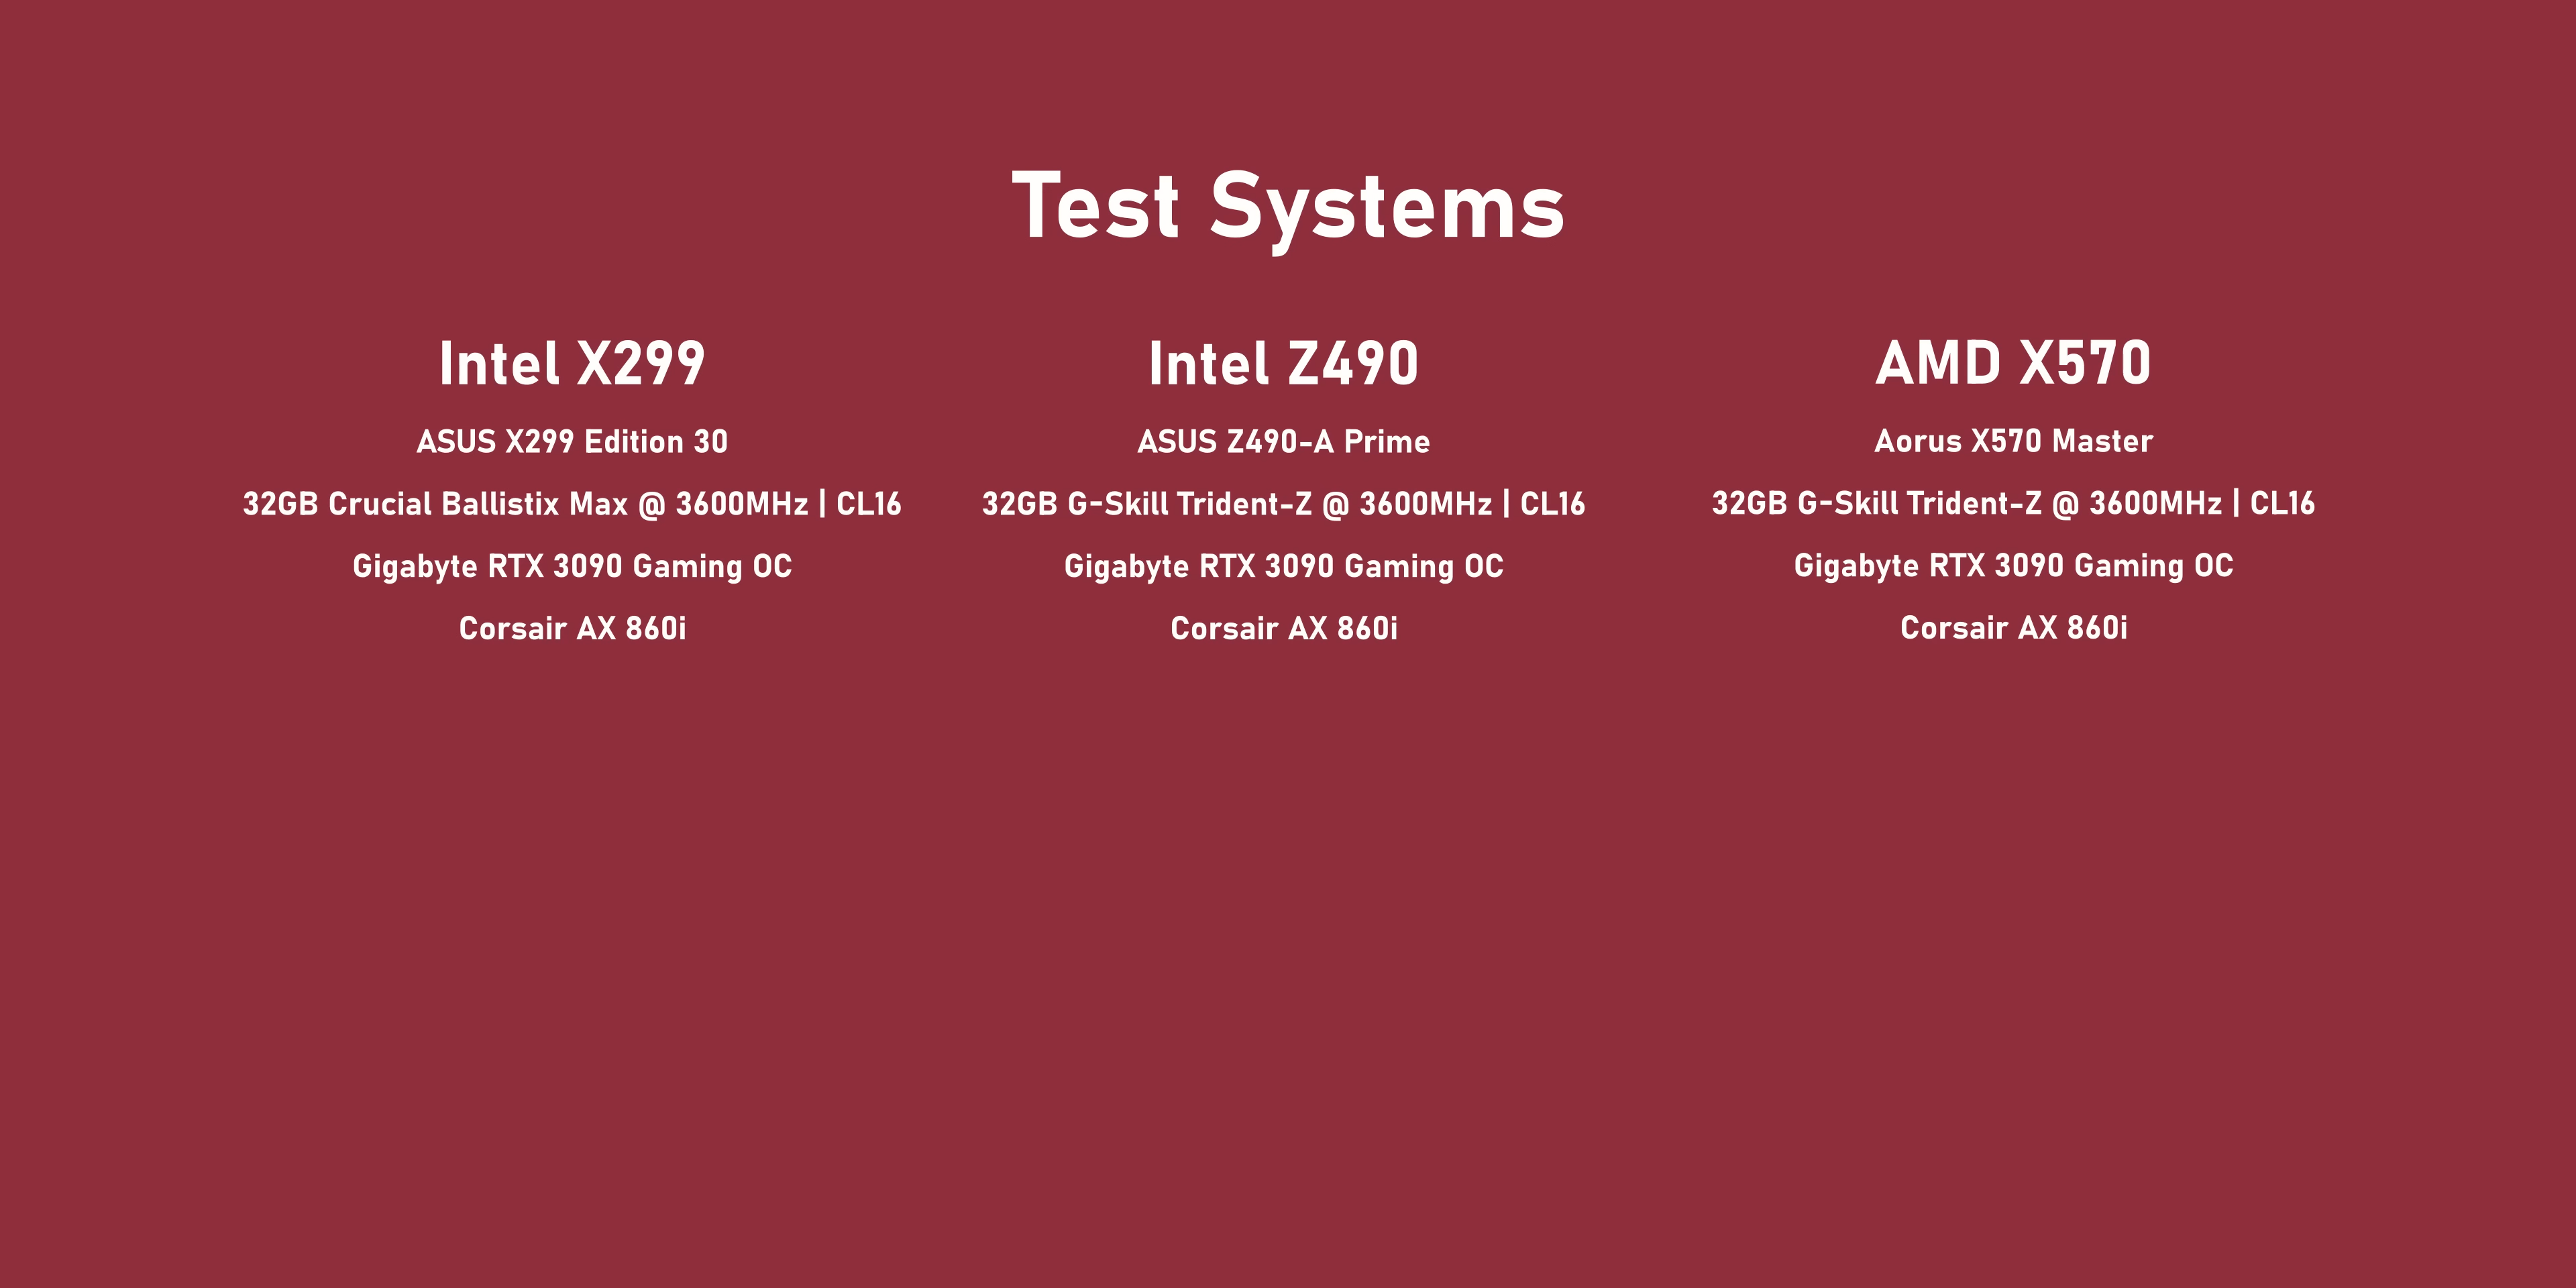 Test Systems
Intel X299
ASUS X299 Edition 30
32GB Crucial Ballistix Max @ 3600MHz | CL16
Gigabyte RTX 3090 Gaming OC
Corsair AX 860i
Intel Z490
ASUS Z490-A Prime
32GB G-Skill Trident-Z @ 3600MHz | CL16
Gigabyte RTX 3090 Gaming OC
Corsair AX 860i
AMD X570
Aorus X570 Master
32GB G-Skill Trident-Z @ 3600MHz | CL16
Gigabyte RTX 3090 Gaming OC
Corsair AX 860i